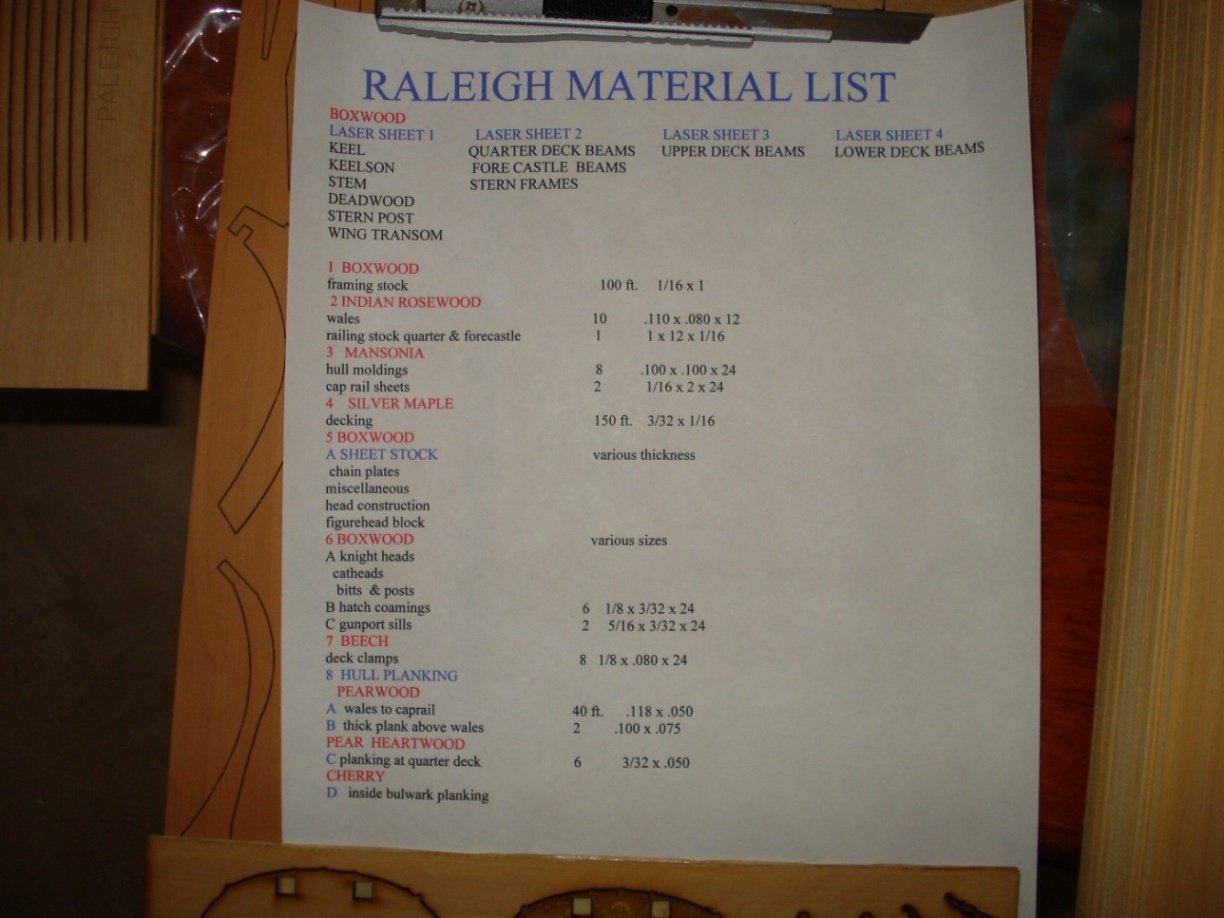 RALEIGH
RALEIGH MATERIAL LIST
BOXWOOD
LASER SHEET 1 LASER SHEET 2 LASER SHEET 3 LASER SHEET 4
KEEL QUARTER DECK BEAMS UPPER DECK BEAMS LOWER DECK BEAMS
KEELSON FORE CASTLE BEAMS
STEM STERN FRAMES
DEADWOOD
STERN POST
WING TRANSOM
1 BOXWOOD
framing stock 100 ft. 1/16 x 1
2 INDIAN ROSEWOOD
wales 10 .110 x .080 x 12
railing stock quarter & forecastle 1 1 x 12 x 1/16
3 MANSONIA
hull moldings 8 .100 x .100 x 24
cap rail sheets 2 1/16 x 2 x 24
4 SILVER MAPLE
decking 150 ft. 3/32 x 1/16
5 BOXWOOD
A SHEET STOCK various thickness
chain plates
miscellaneous
head construction
figurehead block
6 BOXWOOD various sizes
A knight heads
catheads
bitts & posts
B hatch coamings 6 1/8 x 3/32 x 24
C gunport sills 2 5/16 x 3/32 x 24
7 BEECH
deck clamps 8 1/8 x .080 x 24
8 HULL PLANKING
PEARWOOD
A wales to caprail 40 ft. .118 x .050
B thick plank above wales 2 .100 x .075
PEAR HEARTWOOD
C planking at quarter deck 6 3/32 x .050
CHERRY
D inside bulwark planking